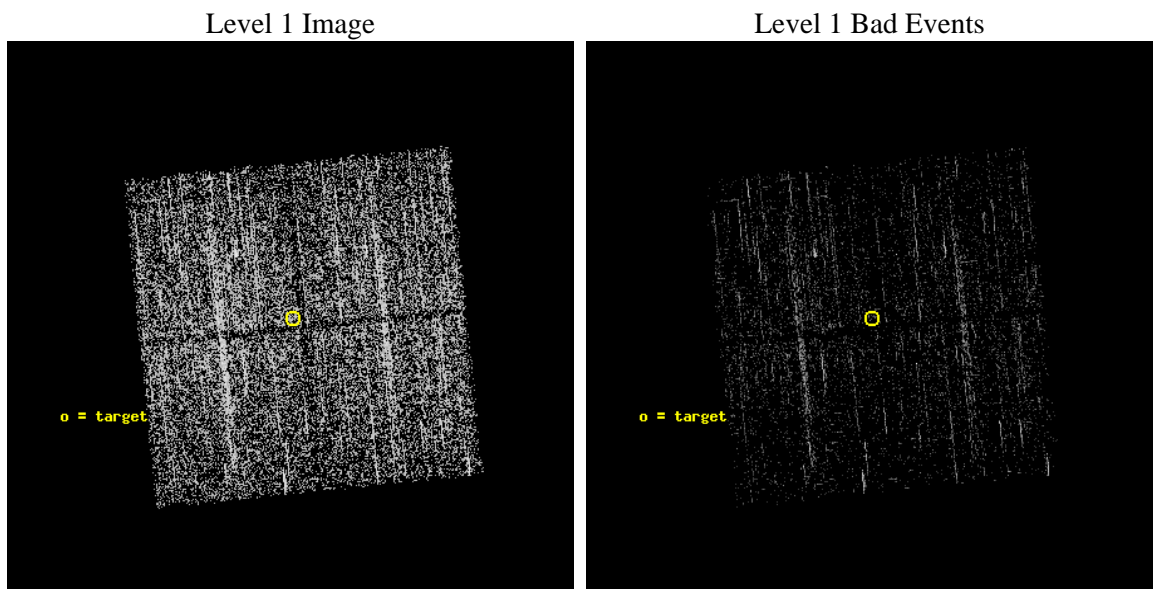 Level 1 Image
Level 1 Bad Events
o = target
o = target